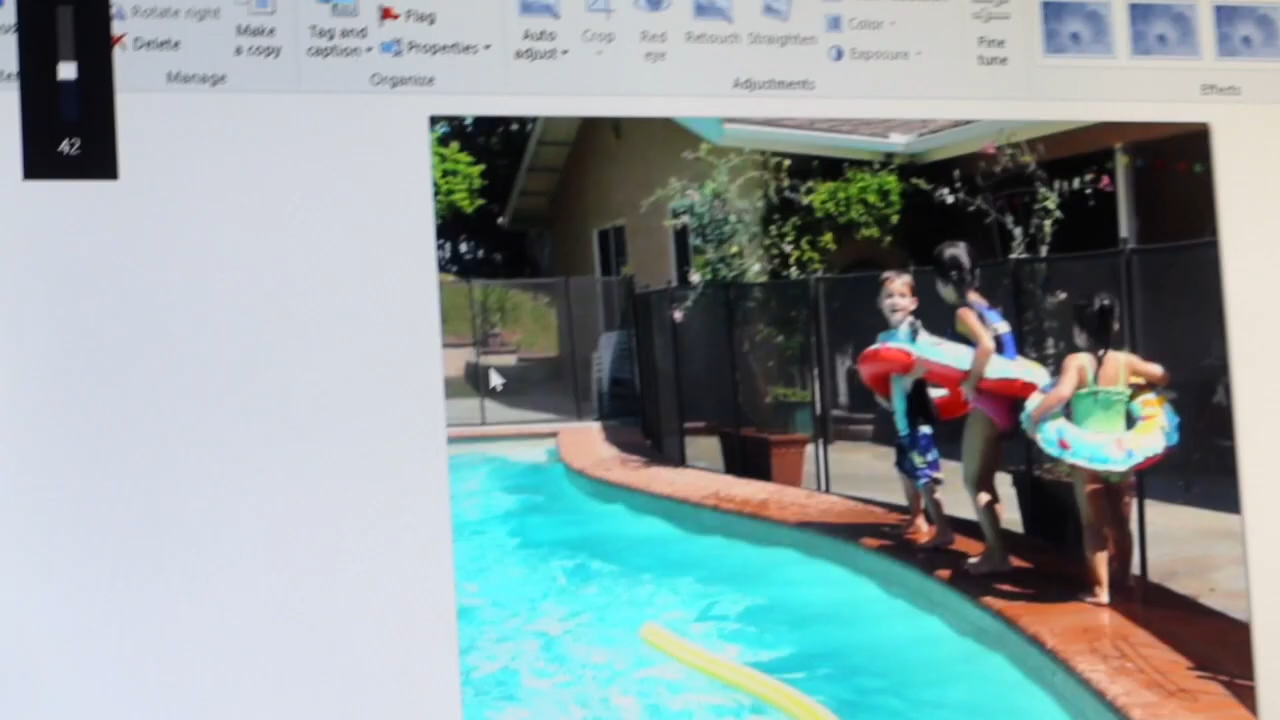 Rotate right
Delete
Make
a copy
Manage
Tag and
caption
Flag
Properties
Organize
Auto
adjust
Crop
Red
eye
Retouch
Straighten
Color
Exposure
Adjustments
Fine
tune
Effects
42